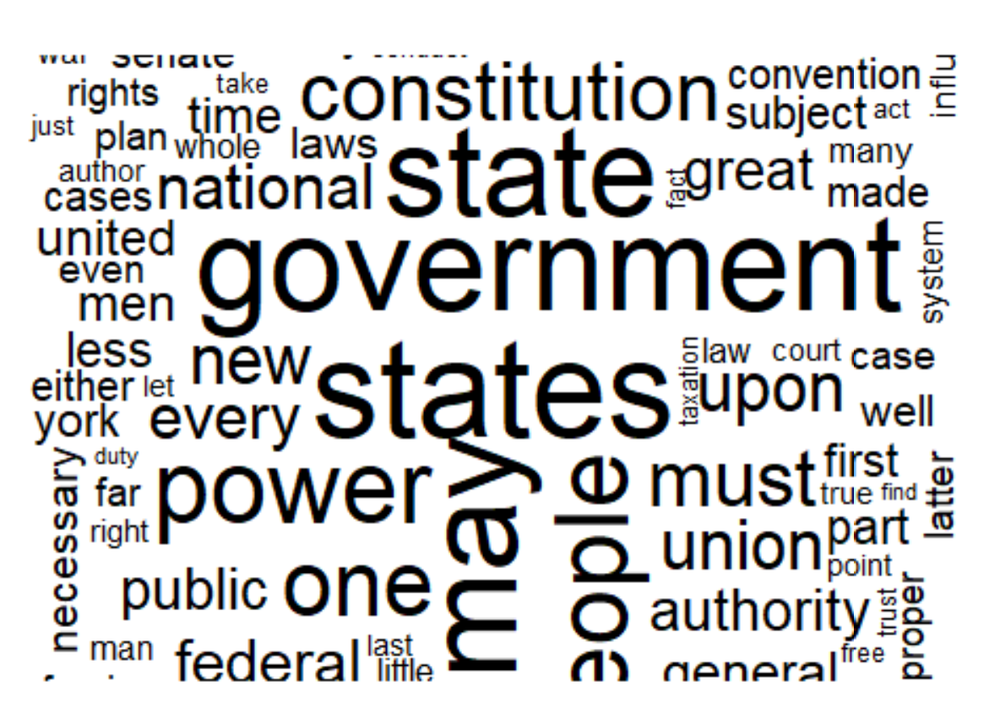 war senate
constitution
convention
influ
rights
take
time
subject act
just
plan
whole
laws
state
many
author
great
cases
national
fact
made
united
government
system
even
men
less
new
states
taxation
law
court
case
either
let
upon
york
every
well
necessary
duty
power
may
eople
must
first
latter
far
true
find
right
union
part
public
one
point
authority
trust
proper
man
federal
last
little
general
free